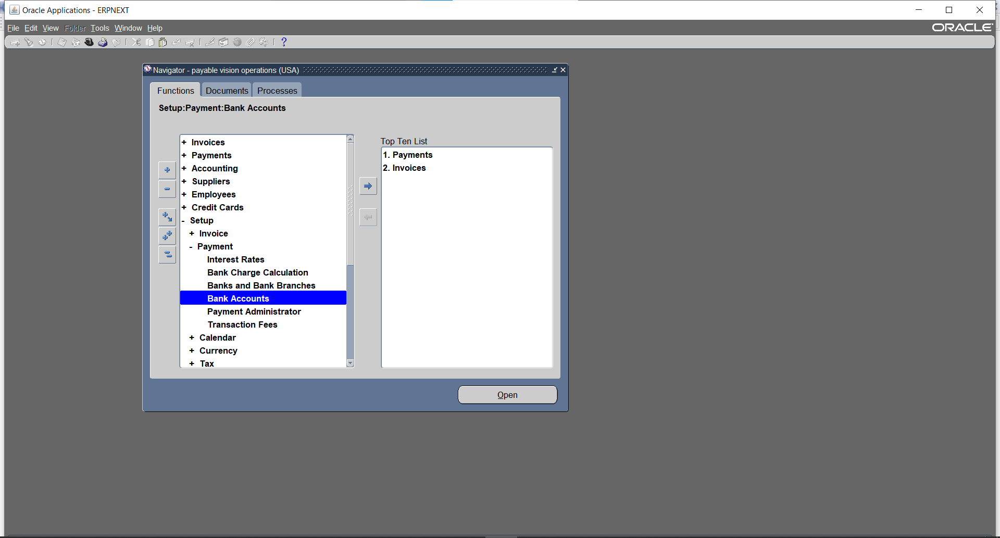 Oracle Applications - ERPNEXT
File Edit View Folder Tools Window Help
ORACLE
?
Navigator - payable vision operations (USA)
Functions Documents Processes
Setup:Payment:Bank Accounts
+ Invoices
+ Payments
+ Accounting
+ Suppliers
+ Employees
+ Credit Cards
- Setup
+ Invoice
- Payment
Interest Rates
Bank Charge Calculation
Banks and Bank Branches
Bank Accounts
Payment Administrator
Transaction Fees
+ Calendar
+ Currency
+ Tax
Top Ten List
1. Payments
2. Invoices
Open